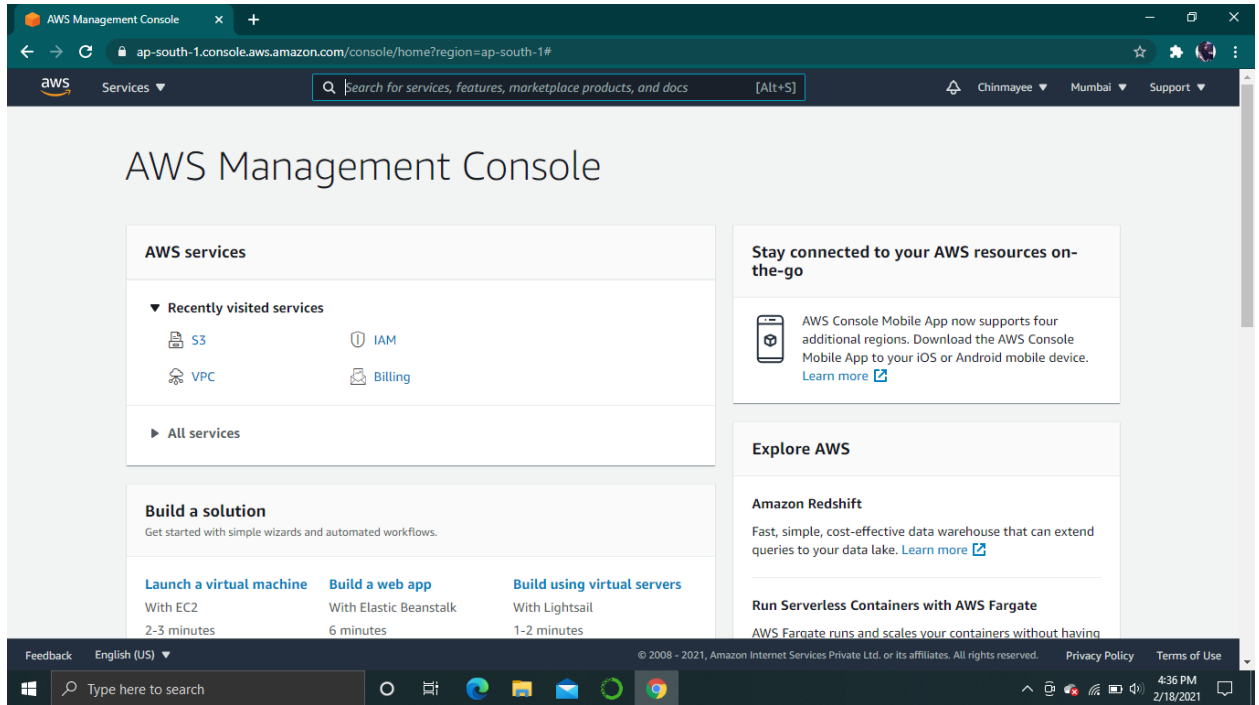 AWS Management Console
ap-south-1.console.aws.amazon.com/console/home?region=ap-south-1#
aws Services Search for services, features, marketplace products, and docs [Alt+S] Chinmayee Mumbai Support
AWS Management Console
AWS services
Recently visited services
S3 IAM
VPC Billing
All services
Build a solution
Get started with simple wizards and automated workflows.
Launch a virtual machine Build a web app Build using virtual servers
With EC2 With Elastic Beanstalk With Lightsail
2-3 minutes 6 minutes 1-2 minutes
Stay connected to your AWS resources on-
the-go
AWS Console Mobile App now supports four
additional regions. Download the AWS Console
Mobile App to your iOS or Android mobile device.
Learn more
Explore AWS
Amazon Redshift
Fast, simple, cost-effective data warehouse that can extend
queries to your data lake. Learn more
Run Serverless Containers with AWS Fargate
AWS Fargate runs and scales your containers without having
Feedback English (US) © 2008 - 2021, Amazon Internet Services Private Ltd. or its affiliates. All rights reserved. Privacy Policy Terms of Use
Type here to search
4:36 PM
2/18/2021